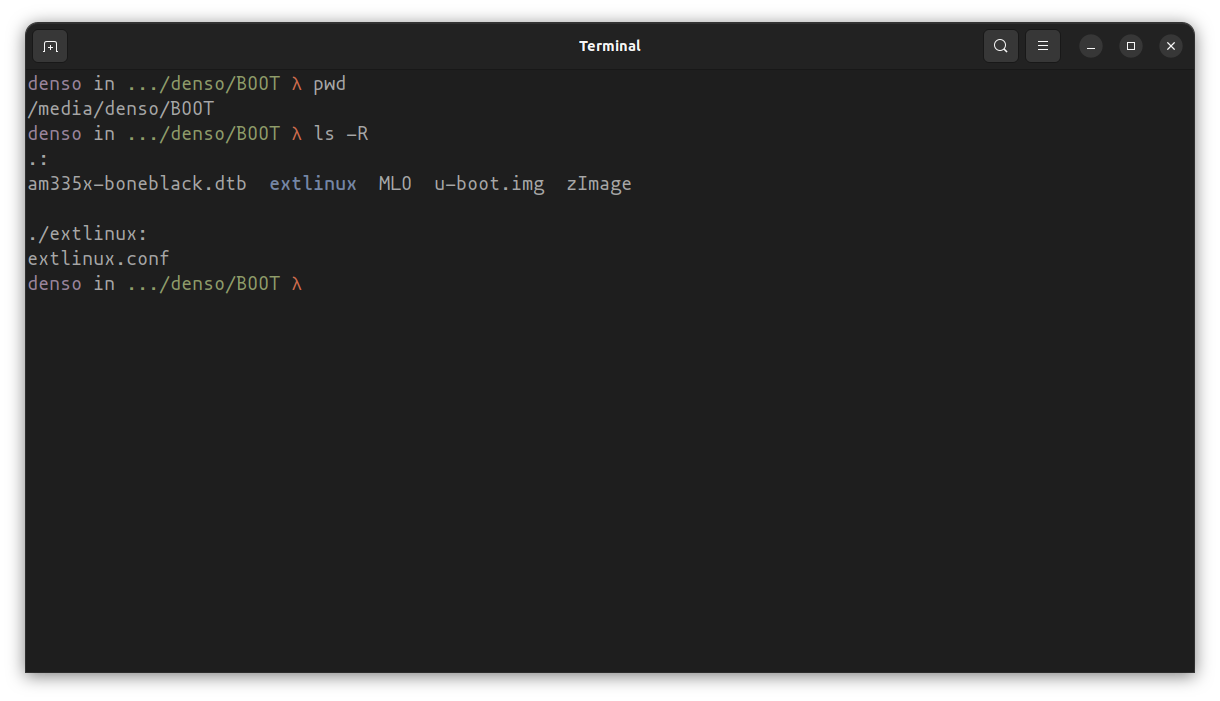 Terminal
denso in .../denso/BOOT λ pwd
/media/denso/BOOT
denso in .../denso/BOOT λ ls -R
.:
am335x-boneblack.dtb  extlinux  MLO  u-boot.img  zImage

./extlinux:
extlinux.conf
denso in .../denso/BOOT λ